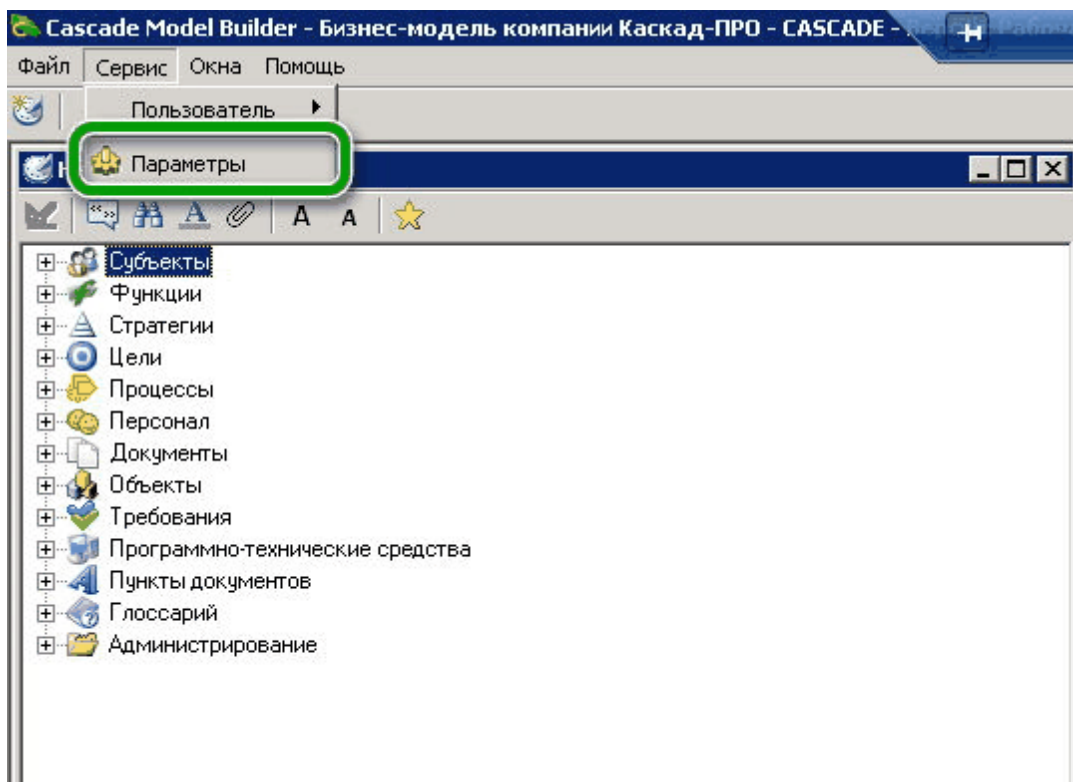 Cascade Model Builder - Бизнес-модель компании Каскад-ПРО - CASCADE -
Файл Сервис Окна Помощь
Пользователь
Параметры
Н
A A A
Субъекты
Функции
Стратегии
Цели
Процессы
Персонал
Документы
Объекты
Требования
Программно-технические средства
Пункты документов
Глоссарий
Администрирование